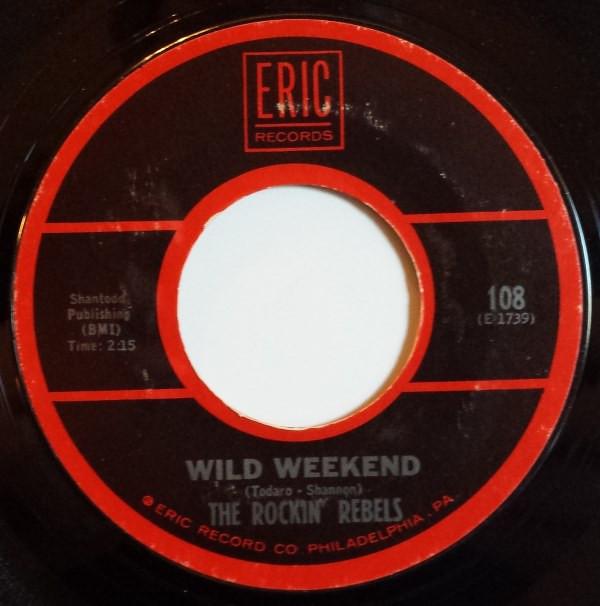 ERIC
RECORDS
Shantodd
Publishing
(BMI)
Time: 2:15
108
(E-1739)
WILD WEEKEND
(Todaro - Shannon)
THE ROCKIN' REBELS
℗ ERIC RECORD CO. PHILADELPHIA, PA.